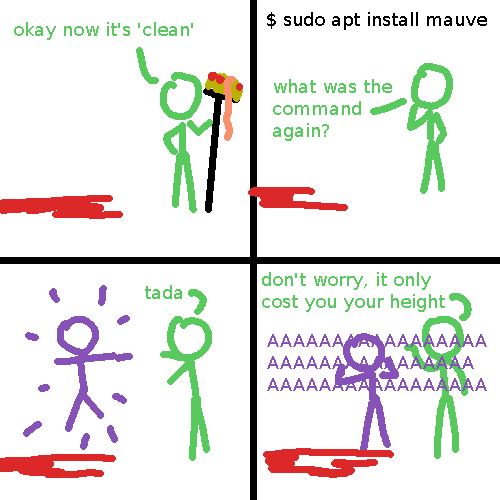 okay now it's 'clean'
$ sudo apt install mauve
what was the
command
again?
tada
don't worry, it only
cost you your height
AAAAAAAAAAAAAAAAA
AAAAAAAAAAAAAAAA
AAAAAAAAAAAAAAAAA